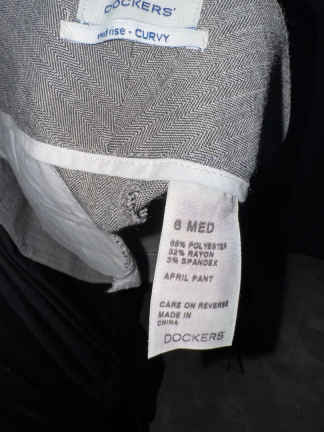 DOCKERS®
rise - CURVY
6 MED
65% POLYESTER
32% RAYON
3% SPANDEX
APRIL PANT
CARE ON REVERSE
MADE IN
CHINA
DOCKERS®